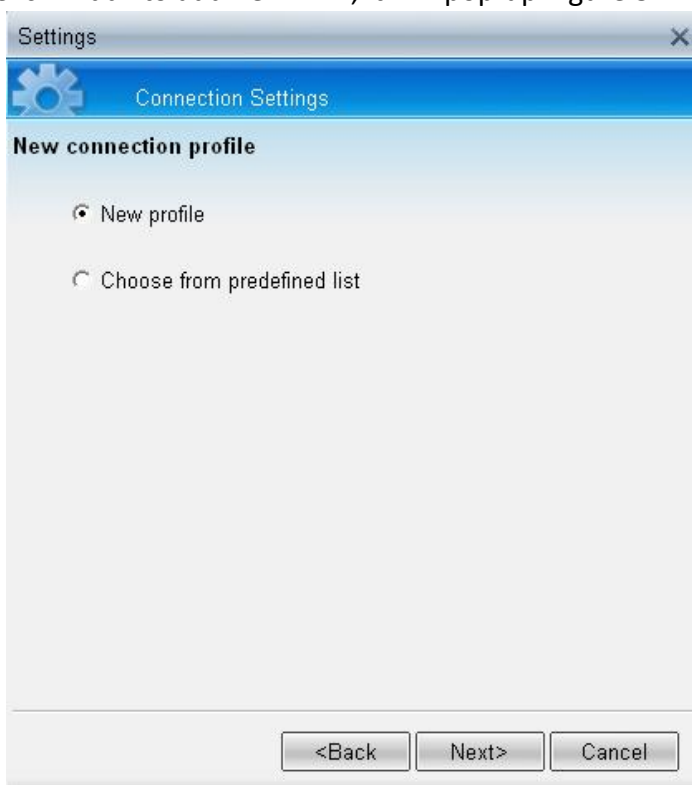 Settings
Connection Settings
New connection profile
New profile
Choose from predefined list
<Back Next> Cancel